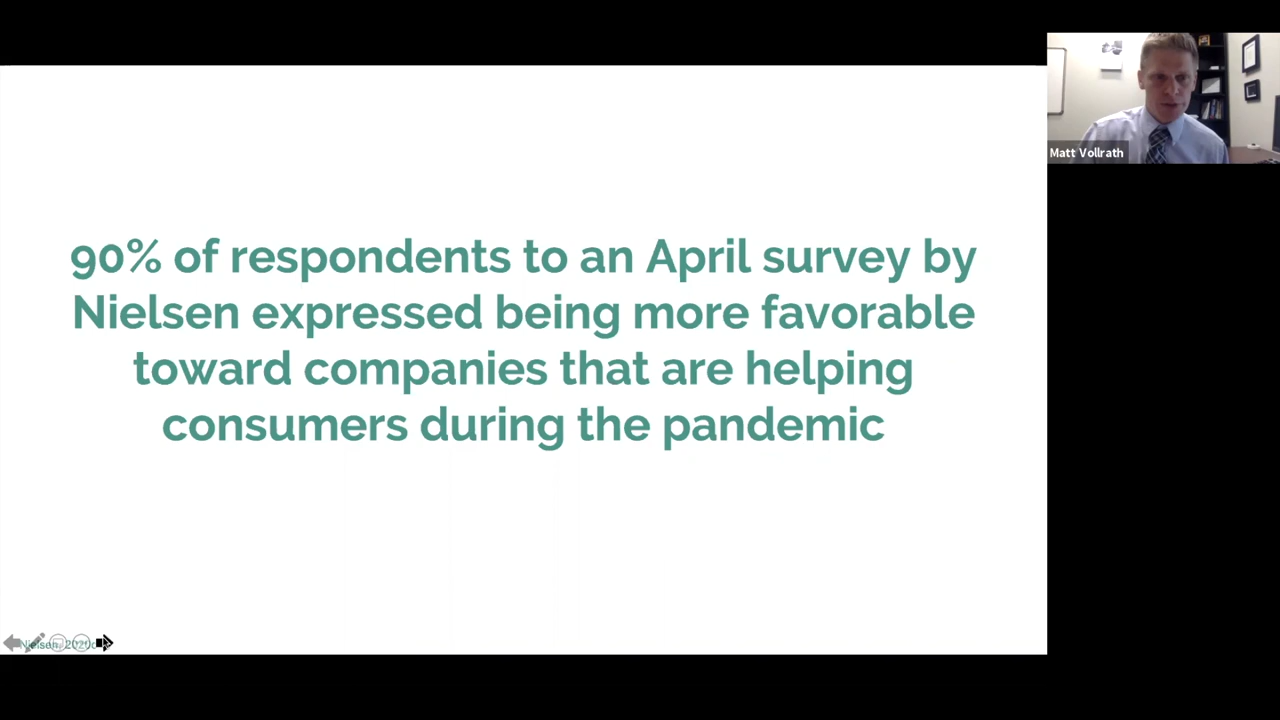 90% of respondents to an April survey by
Nielsen expressed being more favorable
toward companies that are helping
consumers during the pandemic
Matt Vollrath